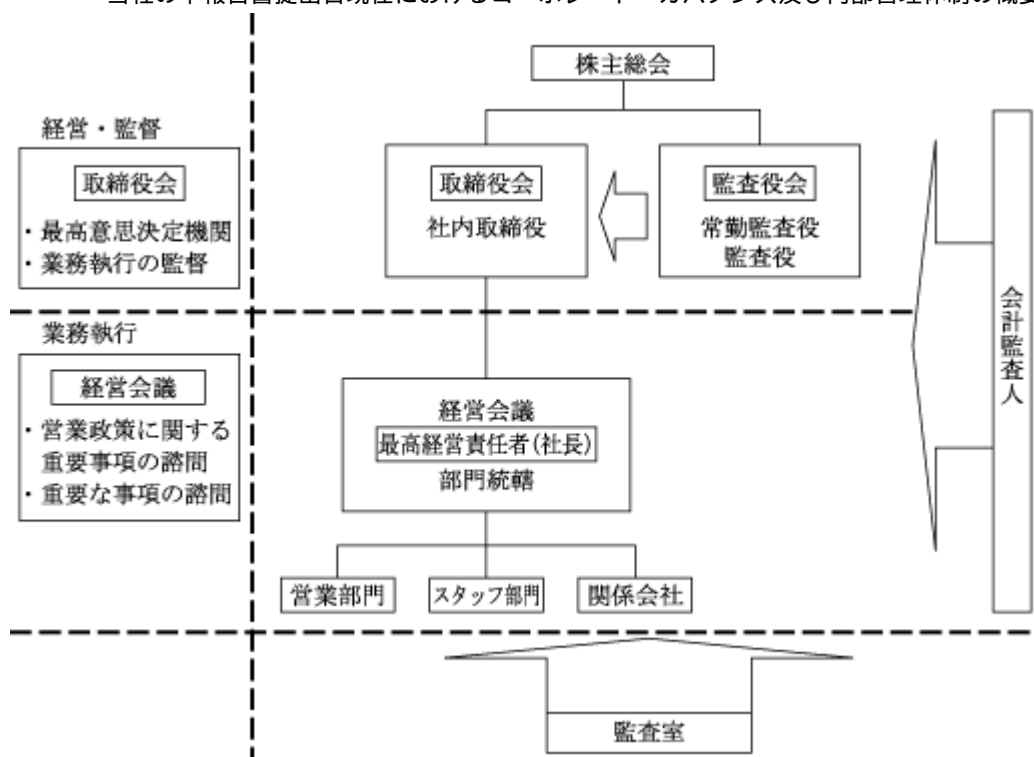 株主総会
経営・監督
取締役会
・最高意思決定機関
・業務執行の監督
取締役会
社内取締役
監査役会
常勤監査役
監査役
会計監査人
業務執行
経営会議
・営業政策に関する
重要事項の諮問
・重要な事項の諮問
経営会議
最高経営責任者(社長)
部門統轄
営業部門
スタッフ部門
関係会社
監査室